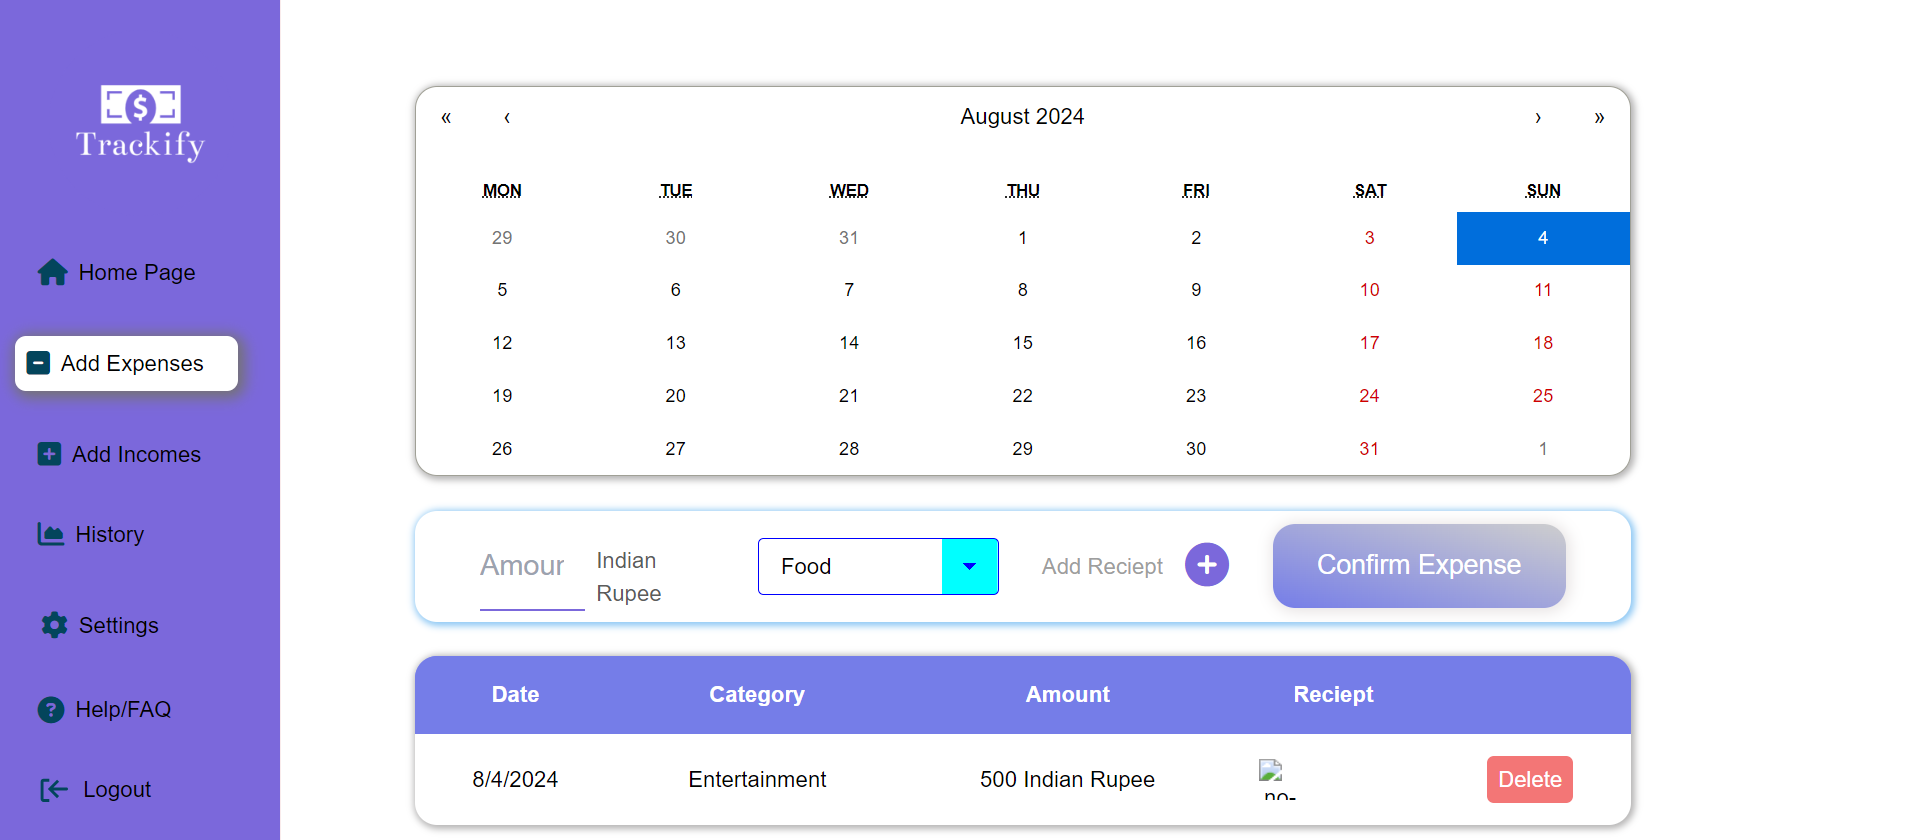 Trackify
Home Page
Add Expenses
Add Incomes
History
Settings
Help/FAQ
Logout
« ‹ August 2024 › »
MON TUE WED THU FRI SAT SUN
29 30 31 1 2 3 4
5 6 7 8 9 10 11
12 13 14 15 16 17 18
19 20 21 22 23 24 25
26 27 28 29 30 31 1
Amour
Indian
Rupee
Food
Add Reciept
Confirm Expense
Date Category Amount Reciept
8/4/2024 Entertainment 500 Indian Rupee no- Delete